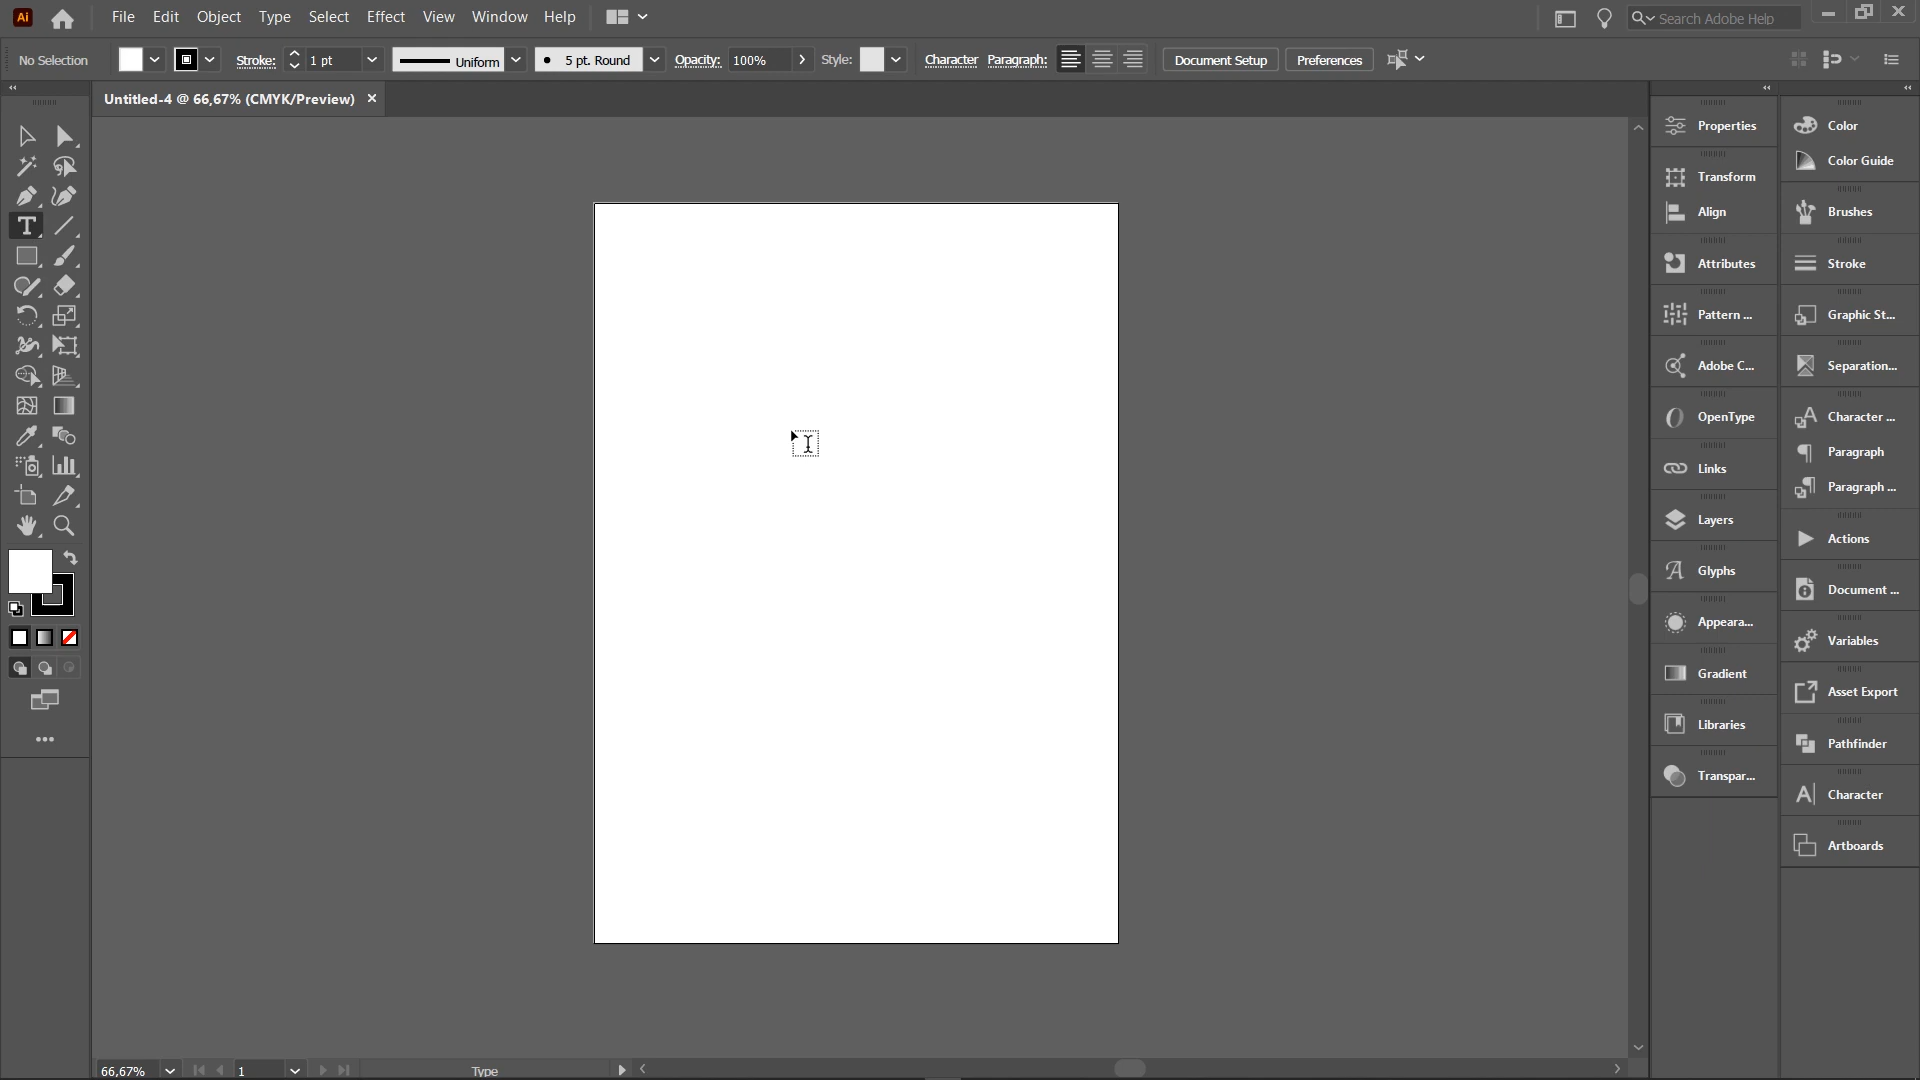 Ai File Edit Object Type Select Effect View Window Help Search Adobe Help
No Selection Stroke: 1 pt Uniform 5 pt. Round Opacity: 100% Style: Character Paragraph: Document Setup Preferences
Untitled-4 @ 66,67% (CMYK/Preview)
Properties
Transform
Align
Attributes
Pattern ...
Adobe C...
OpenType
Links
Layers
Glyphs
Appeara...
Gradient
Libraries
Transpar...
Color
Color Guide
Brushes
Stroke
Graphic St...
Separation...
Character ...
Paragraph
Paragraph ...
Actions
Document ...
Variables
Asset Export
Pathfinder
Character
Artboards
66,67% 1 Type